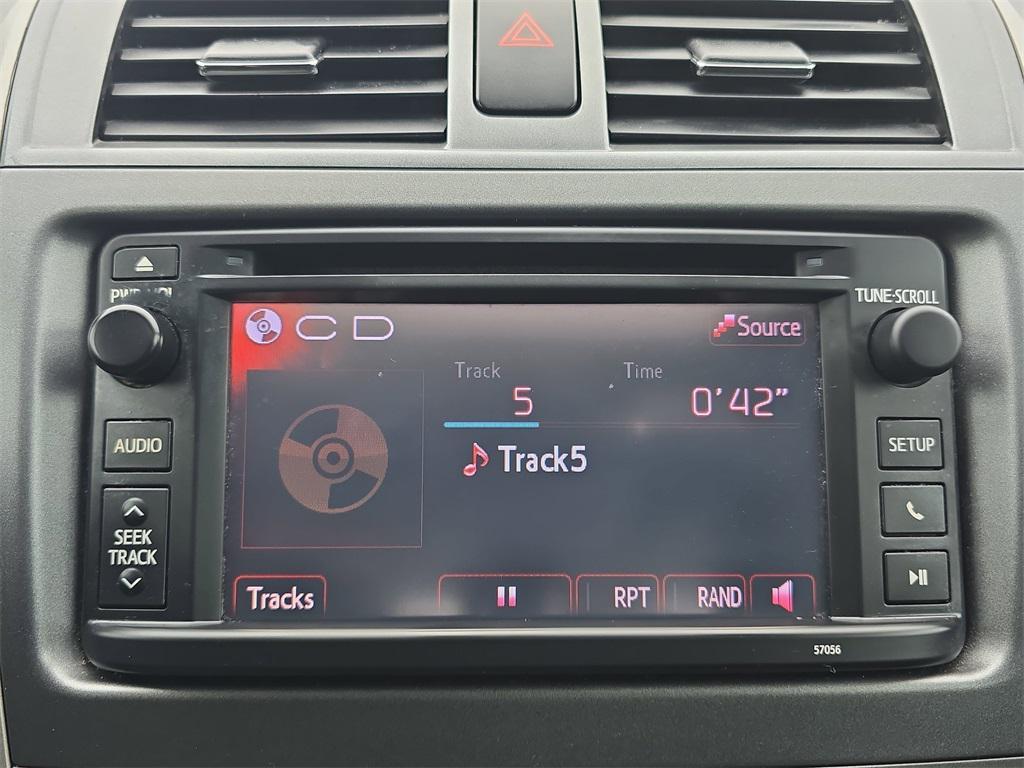 PWR·VOL
TUNE·SCROLL
CD
Source
Track
Time
5
0'42"
Track5
AUDIO
SETUP
SEEK
TRACK
Tracks
RPT
RAND
57056